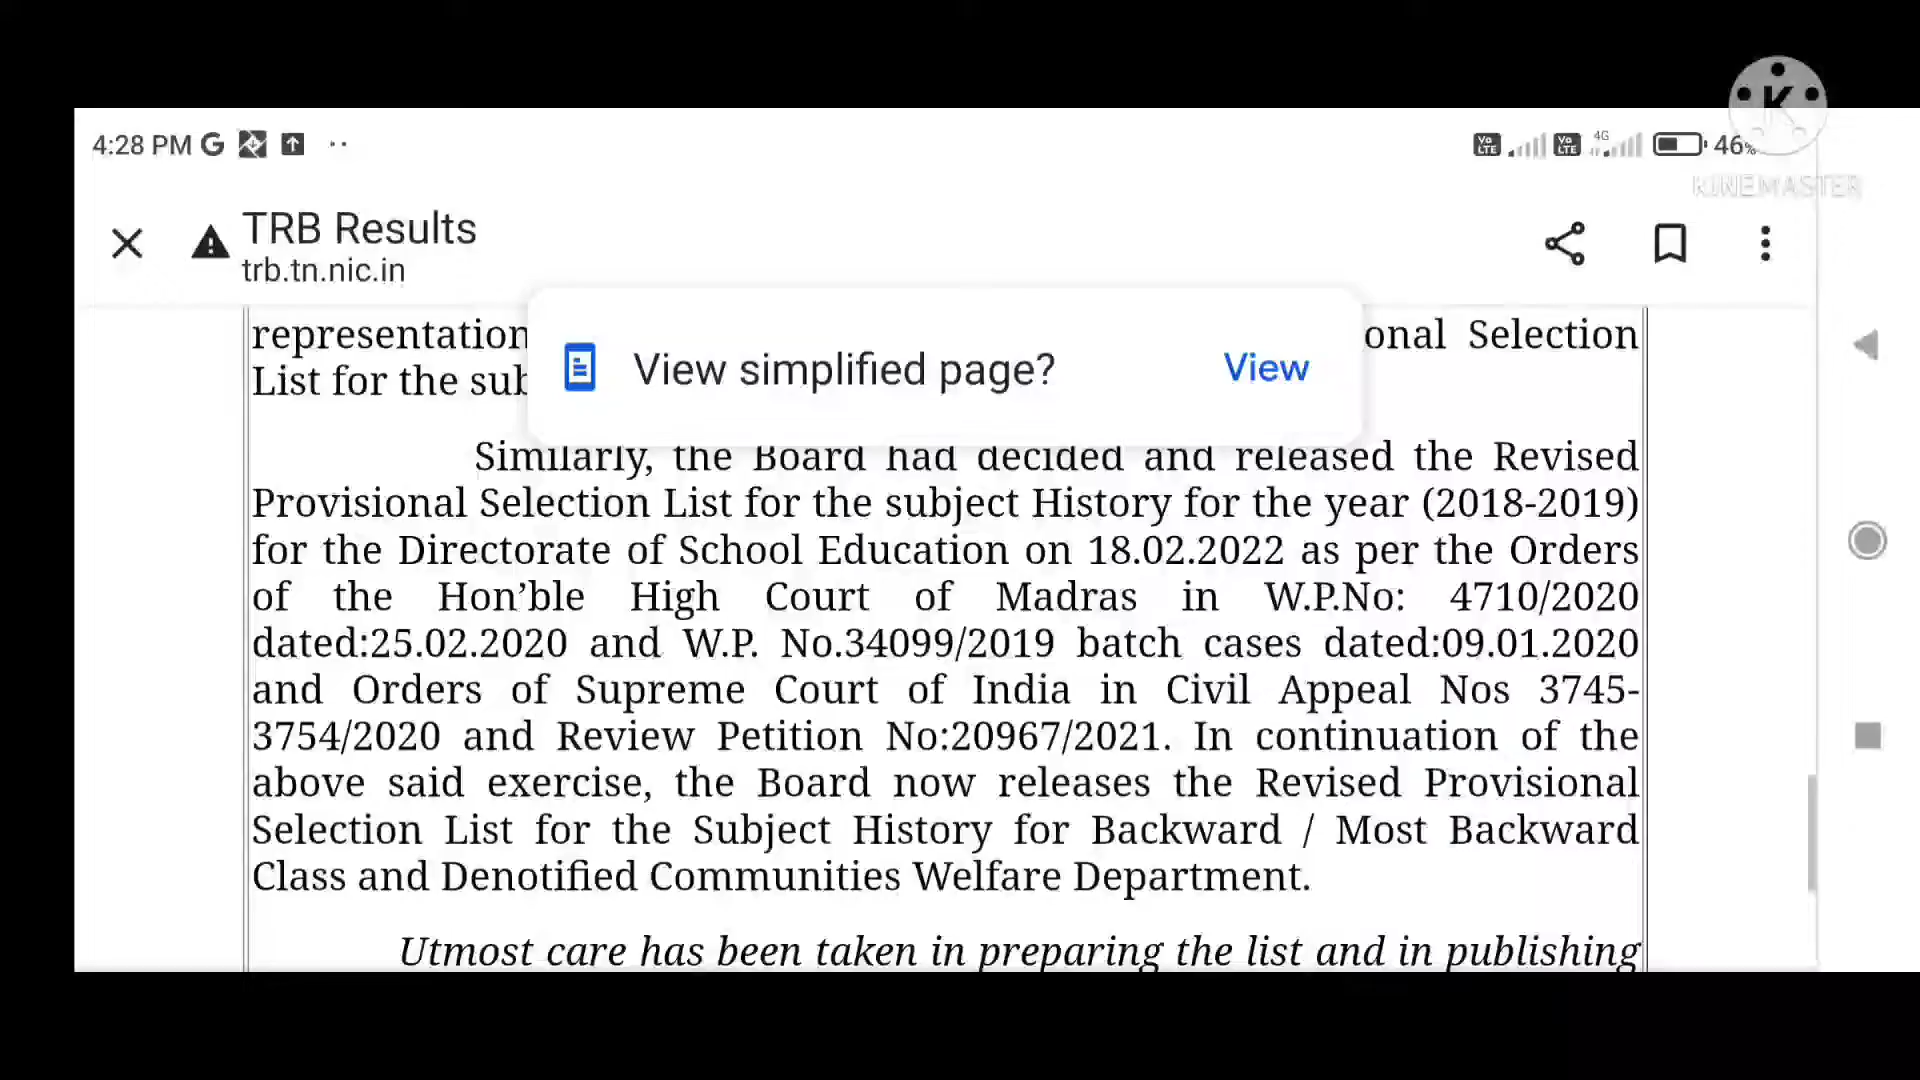 4:28 PM
46%
KINEMASTER
TRB Results
trb.tn.nic.in
View simplified page? View
representation onal Selection
List for the sub
Similarly, the Board had decided and released the Revised
Provisional Selection List for the subject History for the year (2018-2019)
for the Directorate of School Education on 18.02.2022 as per the Orders
of the Hon’ble High Court of Madras in W.P.No: 4710/2020
dated:25.02.2020 and W.P. No.34099/2019 batch cases dated:09.01.2020
and Orders of Supreme Court of India in Civil Appeal Nos 3745-
3754/2020 and Review Petition No:20967/2021. In continuation of the
above said exercise, the Board now releases the Revised Provisional
Selection List for the Subject History for Backward / Most Backward
Class and Denotified Communities Welfare Department.
Utmost care has been taken in preparing the list and in publishing